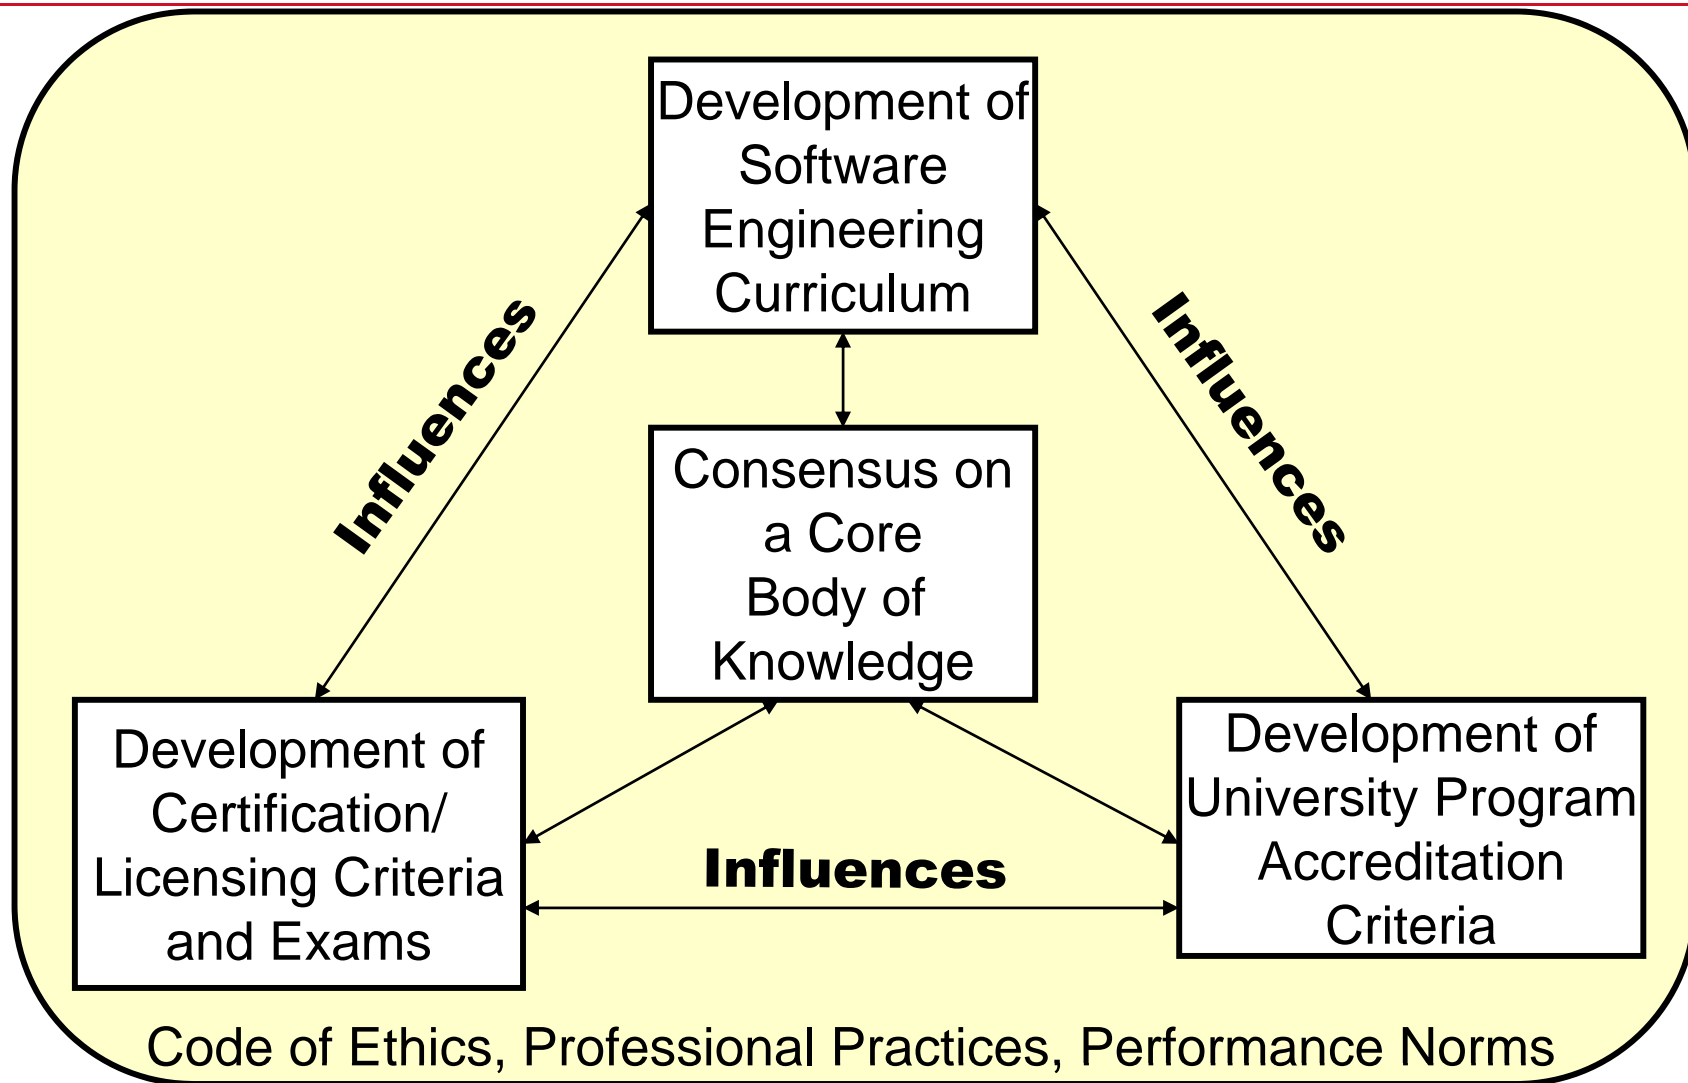 Development of
Software
Engineering
Curriculum
Influences
Influences
Consensus on
a Core
Body of
Knowledge
Development of
Certification/
Licensing Criteria
and Exams
Influences
Development of
University Program
Accreditation
Criteria
Code of Ethics, Professional Practices, Performance Norms